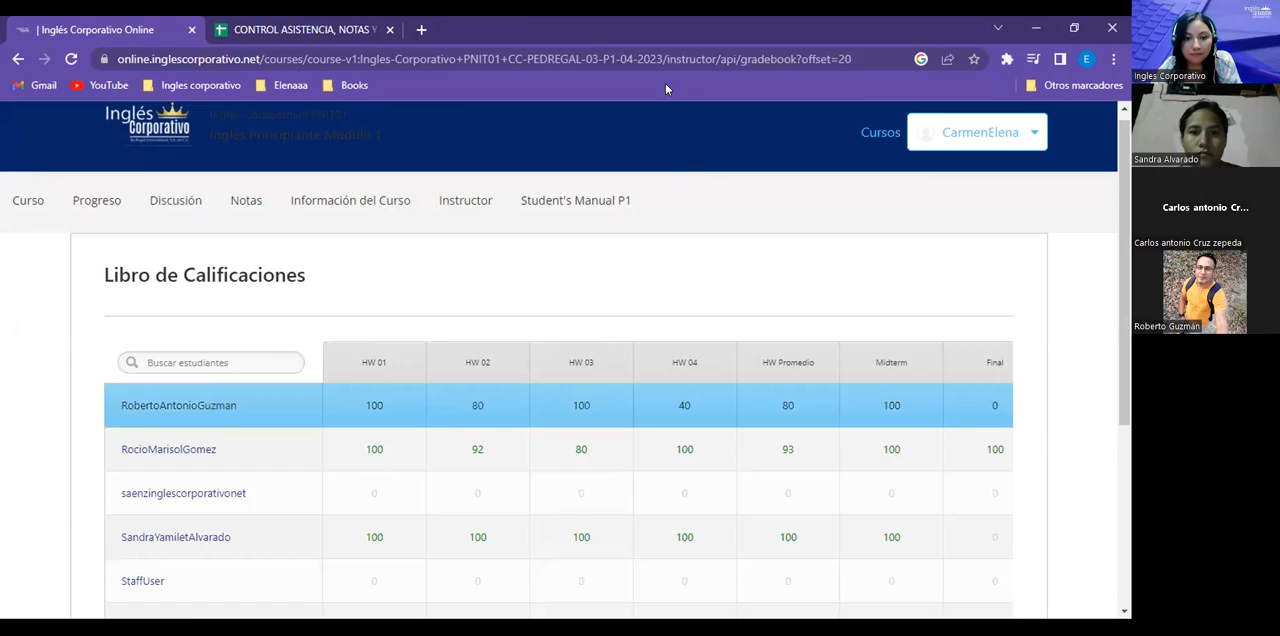 | Inglés Corporativo Online
CONTROL ASISTENCIA, NOTAS Y
online.inglescorporativo.net/courses/course-v1:Ingles-Corporativo+PNIT01+CC-PEDREGAL-03-P1-04-2023/instructor/api/gradebook?offset=20
E
Gmail YouTube Ingles corporativo Elenaaa Books Otros marcadores
Inglés
Corporativo
Inglés Principiante Módulo 1
Cursos CarmenElena
Curso Progreso Discusión Notas Información del Curso Instructor Student's Manual P1
Libro de Calificaciones
Buscar estudiantes HW 01 HW 02 HW 03 HW 04 HW Promedio Midterm Final
RobertoAntonioGuzman 100 80 100 40 80 100 0
RocioMarisolGomez 100 92 80 100 93 100 100
saenzinglescorporativonet 0 0 0 0 0 0 0
SandraYamiletAlvarado 100 100 100 100 100 100 0
StaffUser 0 0 0 0 0 0 0
Ingles Corporativo
Sandra Alvarado
Carlos antonio Cr...
Carlos antonio Cruz zepeda
Roberto Guzmán